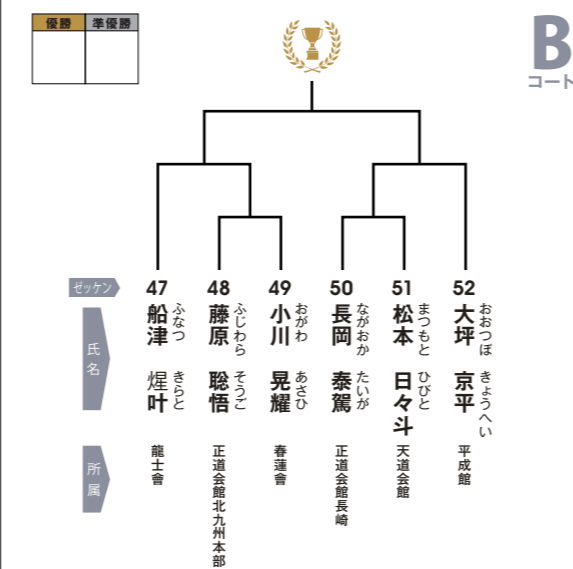 優勝 準優勝
B
コート
ゼッケン
47 48 49 50 51 52
氏名
船津 煋叶
ふなつ きらと
藤原 聡悟
ふじわら そうご
小川 晃耀
おがわ あさひ
長岡 泰駕
ながおか たいが
松本 日々斗
まつもと ひびと
大坪 京平
おおつぼ きょうへい
所属
龍士會
正道会館北九州本部
春蓮會
正道会館長崎
天道会館
平成館